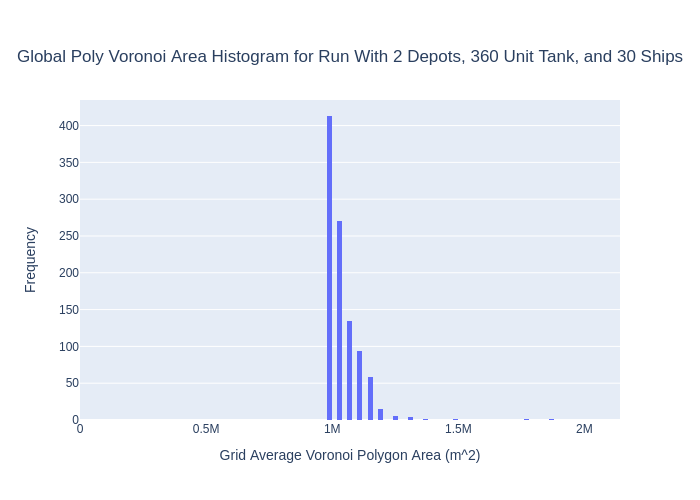 Global Poly Voronoi Area Histogram for Run With 2 Depots, 360 Unit Tank, and 30 Ships
400
350
300
250
200
150
100
50
0
Frequency
0
0.5M
1M
1.5M
2M
Grid Average Voronoi Polygon Area (m^2)